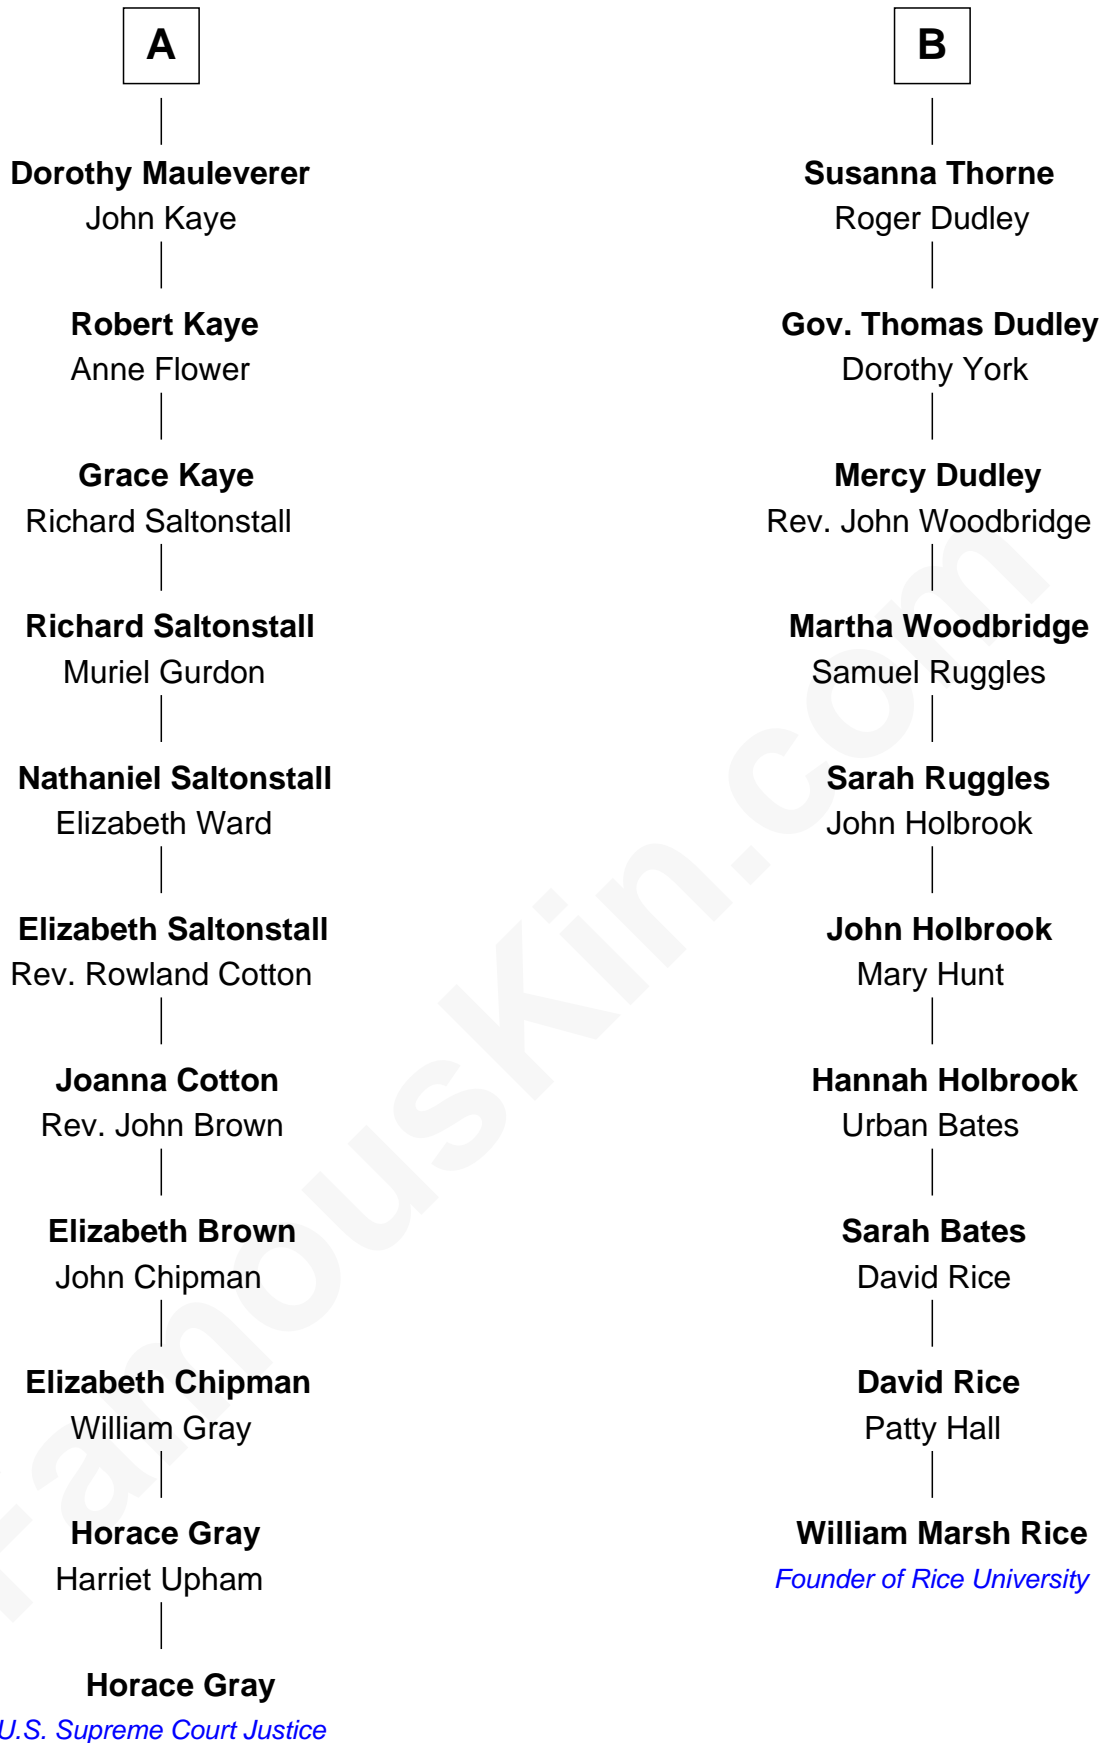 A
Dorothy Mauleverer
John Kaye
Robert Kaye
Anne Flower
Grace Kaye
Richard Saltonstall
Richard Saltonstall
Muriel Gurdon
Nathaniel Saltonstall
Elizabeth Ward
Elizabeth Saltonstall
Rev. Rowland Cotton
Joanna Cotton
Rev. John Brown
Elizabeth Brown
John Chipman
Elizabeth Chipman
William Gray
Horace Gray
Harriet Upham
Horace Gray
U.S. Supreme Court Justice
B
Susanna Thorne
Roger Dudley
Gov. Thomas Dudley
Dorothy York
Mercy Dudley
Rev. John Woodbridge
Martha Woodbridge
Samuel Ruggles
Sarah Ruggles
John Holbrook
John Holbrook
Mary Hunt
Hannah Holbrook
Urban Bates
Sarah Bates
David Rice
David Rice
Patty Hall
William Marsh Rice
Founder of Rice University
FamousKin.com